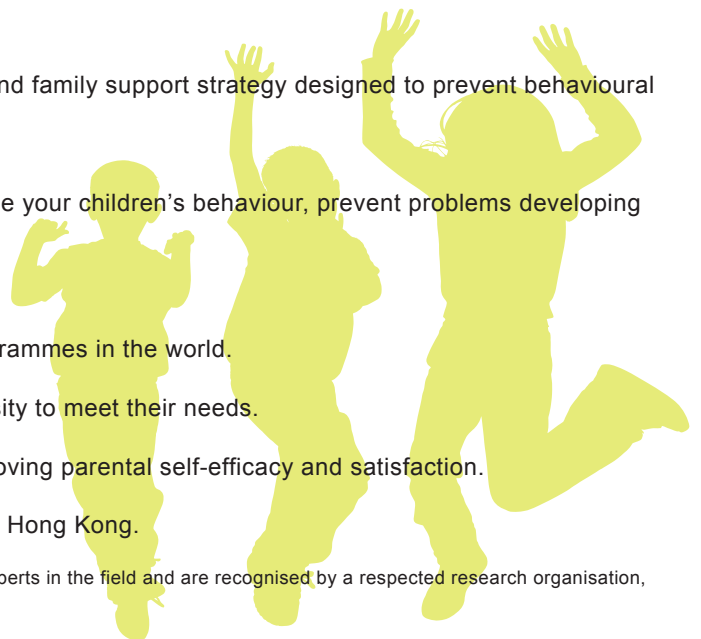 nd family support strategy designed to prevent behavioural
e your children’s behaviour, prevent problems developing
rammes in the world.
sity to meet their needs.
oving parental self-efficacy and satisfaction.
Hong Kong.
perts in the field and are recognised by a respected research organisation,